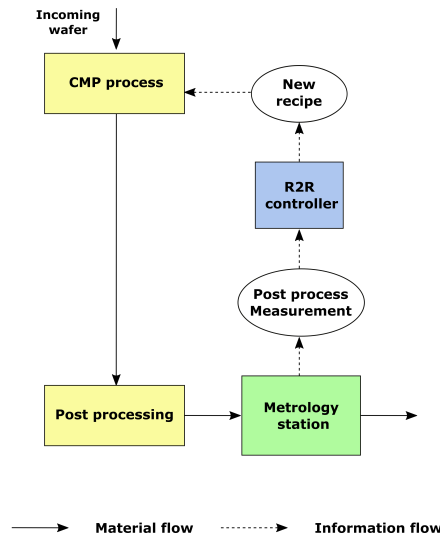 Incoming
wafer
CMP process
New
recipe
R2R
controller
Post process
Measurement
Post processing
Metrology
station
Material flow
Information flow